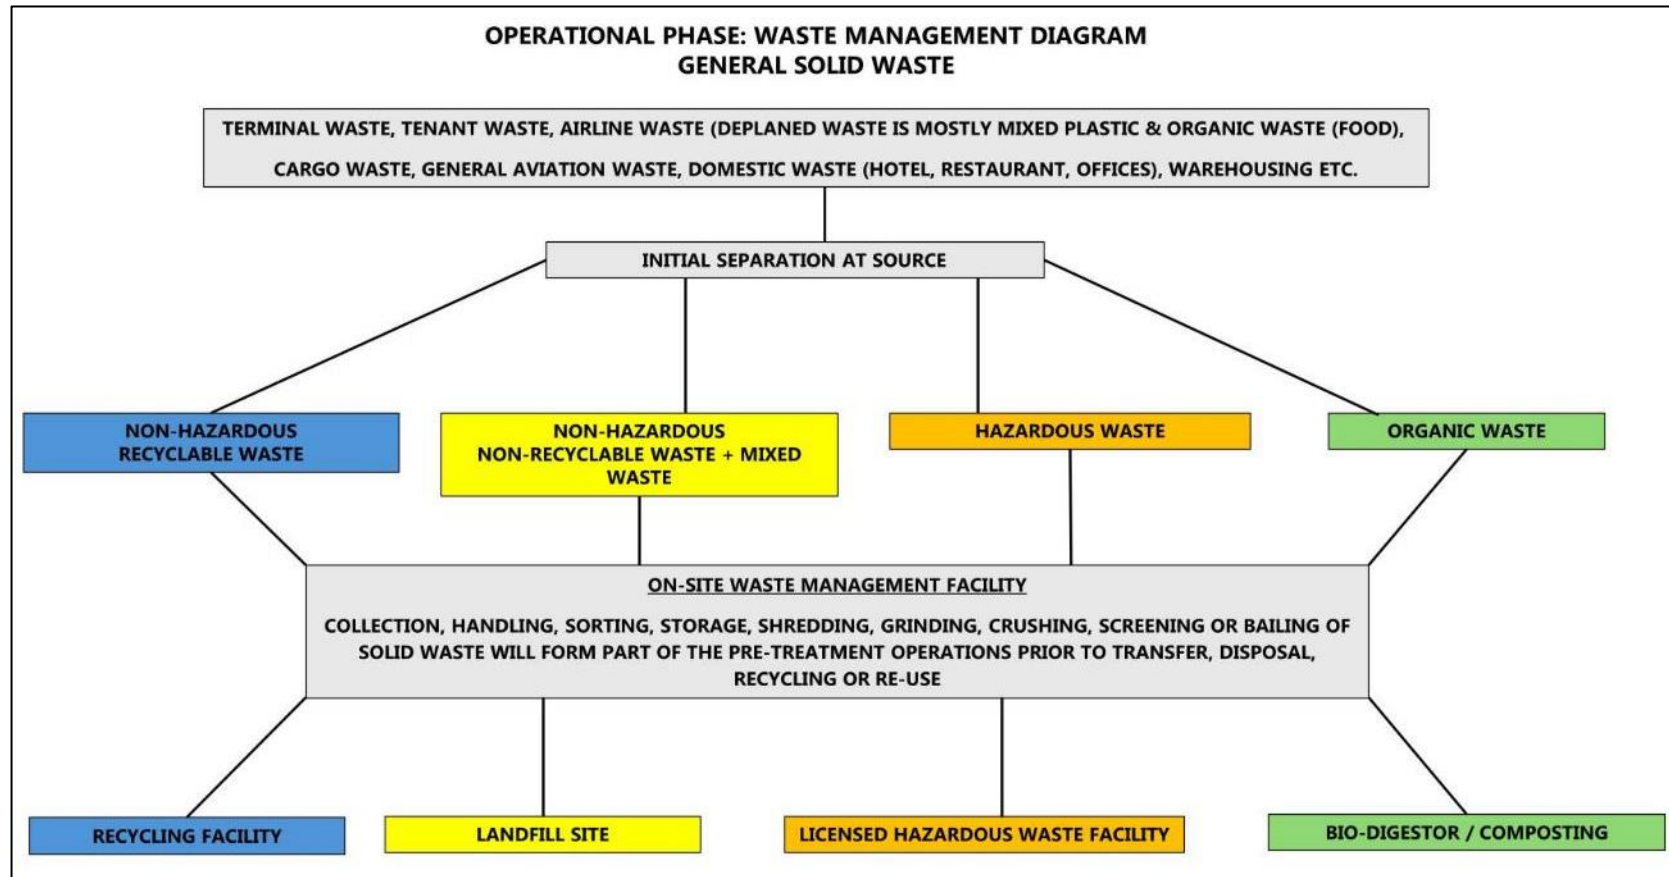 OPERATIONAL PHASE: WASTE MANAGEMENT DIAGRAM
GENERAL SOLID WASTE
TERMINAL WASTE, TENANT WASTE, AIRLINE WASTE (DEPLANED WASTE IS MOSTLY MIXED PLASTIC & ORGANIC WASTE (FOOD),
CARGO WASTE, GENERAL AVIATION WASTE, DOMESTIC WASTE (HOTEL, RESTAURANT, OFFICES), WAREHOUSING ETC.
INITIAL SEPARATION AT SOURCE
NON-HAZARDOUS
RECYCLABLE WASTE
NON-HAZARDOUS
NON-RECYCLABLE WASTE + MIXED
WASTE
HAZARDOUS WASTE
ORGANIC WASTE
ON-SITE WASTE MANAGEMENT FACILITY
COLLECTION, HANDLING, SORTING, STORAGE, SHREDDING, GRINDING, CRUSHING, SCREENING OR BAILING OF
SOLID WASTE WILL FORM PART OF THE PRE-TREATMENT OPERATIONS PRIOR TO TRANSFER, DISPOSAL,
RECYCLING OR RE-USE
RECYCLING FACILITY
LANDFILL SITE
LICENSED HAZARDOUS WASTE FACILITY
BIO-DIGESTOR / COMPOSTING